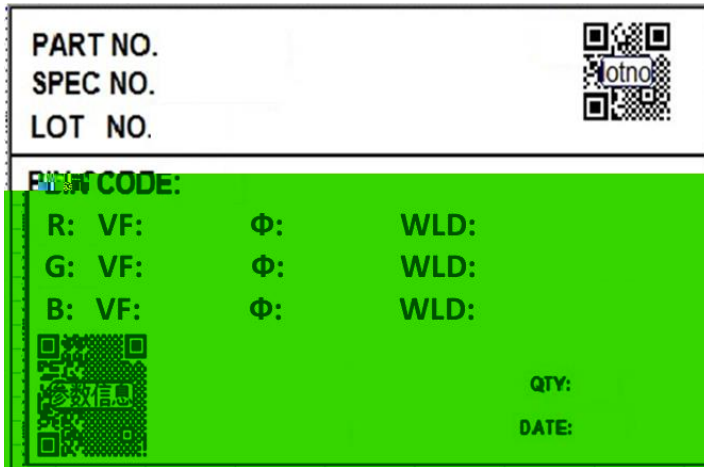 PART NO.
SPEC NO.
LOT NO.
otno
BIN CODE:
R: VF: Φ: WLD:
G: VF: Φ: WLD:
B: VF: Φ: WLD:
参数信息
QTY:
DATE: